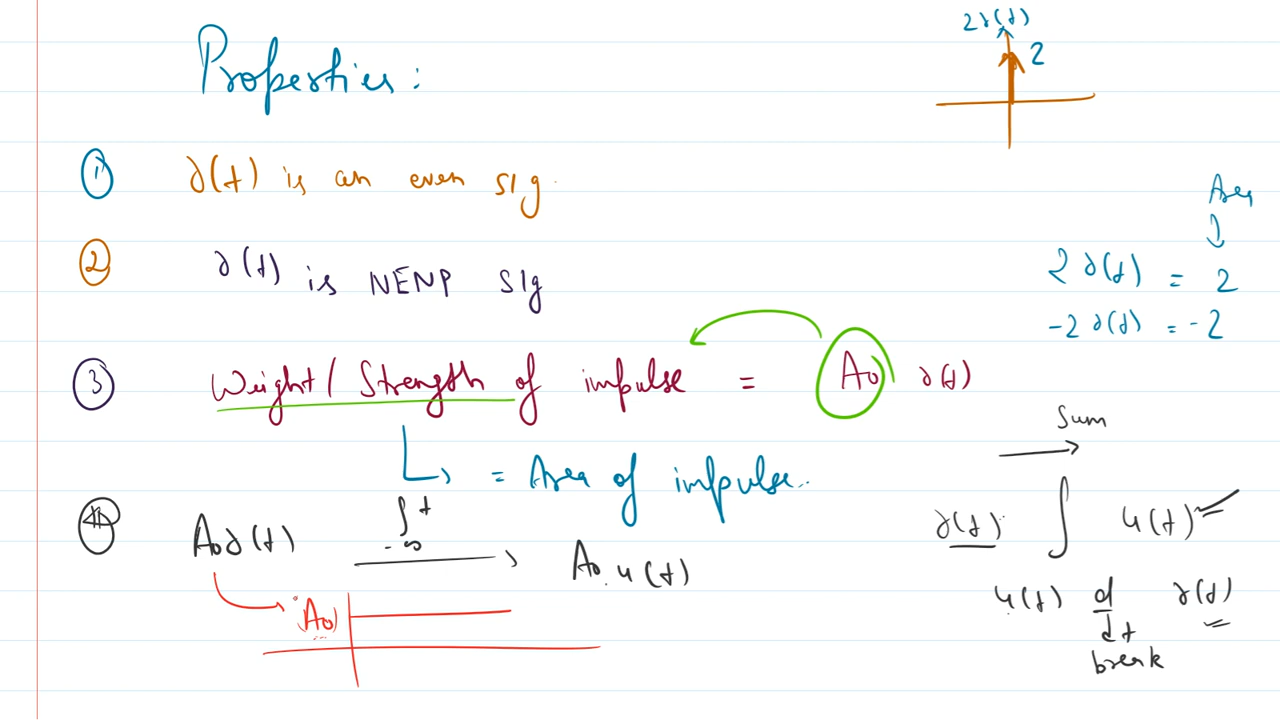 2δ(t)
2
Properties:
① δ(t) is an even sig.
② δ(t) is NENP sig
Area
↓
2δ(t) = 2
-2δ(t) = -2
③ Weight/Strength of impulse = A₀ δ(t)
↳ = Area of impulse.
Sum
→
δ(t) ∫ u(t)
④ A₀δ(t) ∫ t -∞ → A₀ u(t)
A₀
u(t) d/dt δ(t)
break